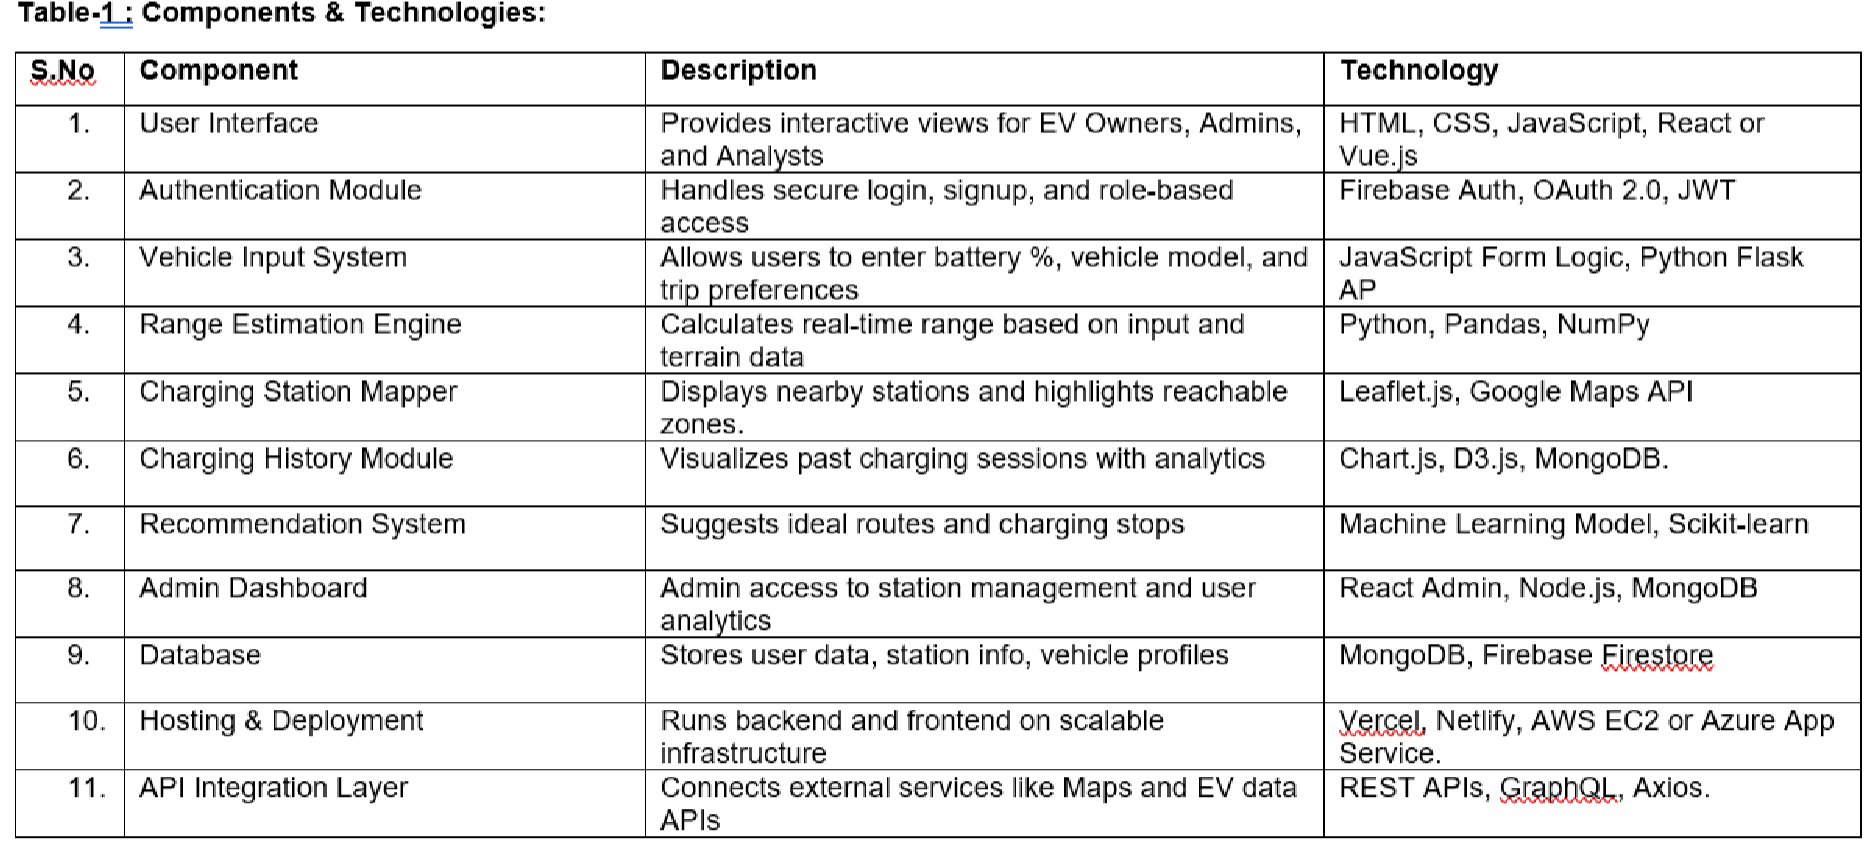 Table-1 : Components & Technologies:
S.No Component Description Technology
1. User Interface Provides interactive views for EV Owners, Admins, HTML, CSS, JavaScript, React or
and Analysts Vue.js
2. Authentication Module Handles secure login, signup, and role-based Firebase Auth, OAuth 2.0, JWT
access
3. Vehicle Input System Allows users to enter battery %, vehicle model, and JavaScript Form Logic, Python Flask
trip preferences AP
4. Range Estimation Engine Calculates real-time range based on input and Python, Pandas, NumPy
terrain data
5. Charging Station Mapper Displays nearby stations and highlights reachable Leaflet.js, Google Maps API
zones.
6. Charging History Module Visualizes past charging sessions with analytics Chart.js, D3.js, MongoDB.
7. Recommendation System Suggests ideal routes and charging stops Machine Learning Model, Scikit-learn
8. Admin Dashboard Admin access to station management and user React Admin, Node.js, MongoDB
analytics
9. Database Stores user data, station info, vehicle profiles MongoDB, Firebase Firestore
10. Hosting & Deployment Runs backend and frontend on scalable Vercel, Netlify, AWS EC2 or Azure App
infrastructure Service.
11. API Integration Layer Connects external services like Maps and EV data REST APIs, GraphQL, Axios.
APIs